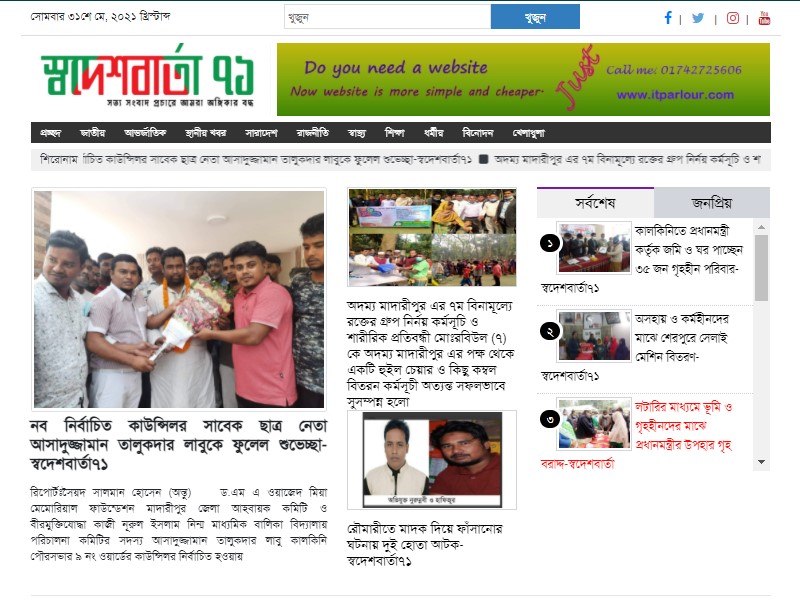 সোমবার ৩১শে মে, ২০২১ খ্রিস্টাব্দ
খুজুন
খুজুন
স্বদেশবার্তা ৭১
সত্য সংবাদ প্রচারে আমরা অঙ্গিকার বদ্ধ
Do you need a website
Now website is more simple and cheaper-
Just
Call me: 01742725606
www.itparlour.com
প্রচ্ছদ জাতীয় আন্তর্জাতিক স্থানীয় খবর সারাদেশ রাজনীতি স্বাস্থ্য শিক্ষা ধর্মীয় বিনোদন খেলাধুলা
শিরোনাম র্াচিত কাউন্সিলর সাবেক ছাত্র নেতা আসাদুজ্জামান তালুকদার লাবুকে ফুলেল শুভেচ্ছা-স্বদেশবার্তা৭১ অদম্য মাদারীপুর এর ৭ম বিনামূল্যে রক্তের গ্রুপ নির্নয় কর্মসূচি ও শা
নব নির্বাচিত কাউন্সিলর সাবেক ছাত্র নেতা
আসাদুজ্জামান তালুকদার লাবুকে ফুলেল শুভেচ্ছা-
স্বদেশবার্তা৭১
রিপোর্টঃসৈয়দ সালমান হোসেন (অন্তু) ড.এম এ ওয়াজেদ মিয়া
মেমোরিয়াল ফাউন্ডেশন মাদারীপুর জেলা আহবায়ক কমিটি ও
বীরমুক্তিযোদ্ধা কাজী নূরুল ইসলাম নিন্ম মাধ্যমিক বালিকা বিদ্যালয়
পরিচালনা কমিটির সদস্য আসাদুজ্জামান তালুকদার লাবু কালকিনি
পৌরসভার ৯ নং ওয়ার্ডের কাউন্সিলর নির্বাচিত হওয়ায়
অদম্য মাদারীপুর এর ৭ম বিনামূল্যে
রক্তের গ্রুপ নির্নয় কর্মসূচি ও
শারীরিক প্রতিবন্ধী মোঃরবিউল (৭)
কে অদম্য মাদারীপুর এর পক্ষ থেকে
একটি হুইল চেয়ার ও কিছু কম্বল
বিতরন কর্মসূচী অত্যন্ত সফলভাবে
সুসম্পন্ন হলো
অভিযুক্ত নুরুন্নবী ও হাফিজুর
রৌমারীতে মাদক দিয়ে ফাঁসানোর
ঘটনায় দুই হোতা আটক-
স্বদেশবার্তা৭১
সর্বশেষ জনপ্রিয়
১
কালকিনিতে প্রধানমন্ত্রী
কর্তৃক জমি ও ঘর পাচ্ছেন
৩৫ জন গৃহহীন পরিবার-
স্বদেশবার্তা৭১
২
অসহায় ও কর্মহীনদের
মাঝে শেরপুরে সেলাই
মেশিন বিতরণ-
স্বদেশবার্তা৭১
৩
লটারির মাধ্যমে ভূমি ও
গৃহহীনদের মাঝে
প্রধানমন্ত্রীর উপহার গৃহ
বরাদ্দ-স্বদেশবার্তা